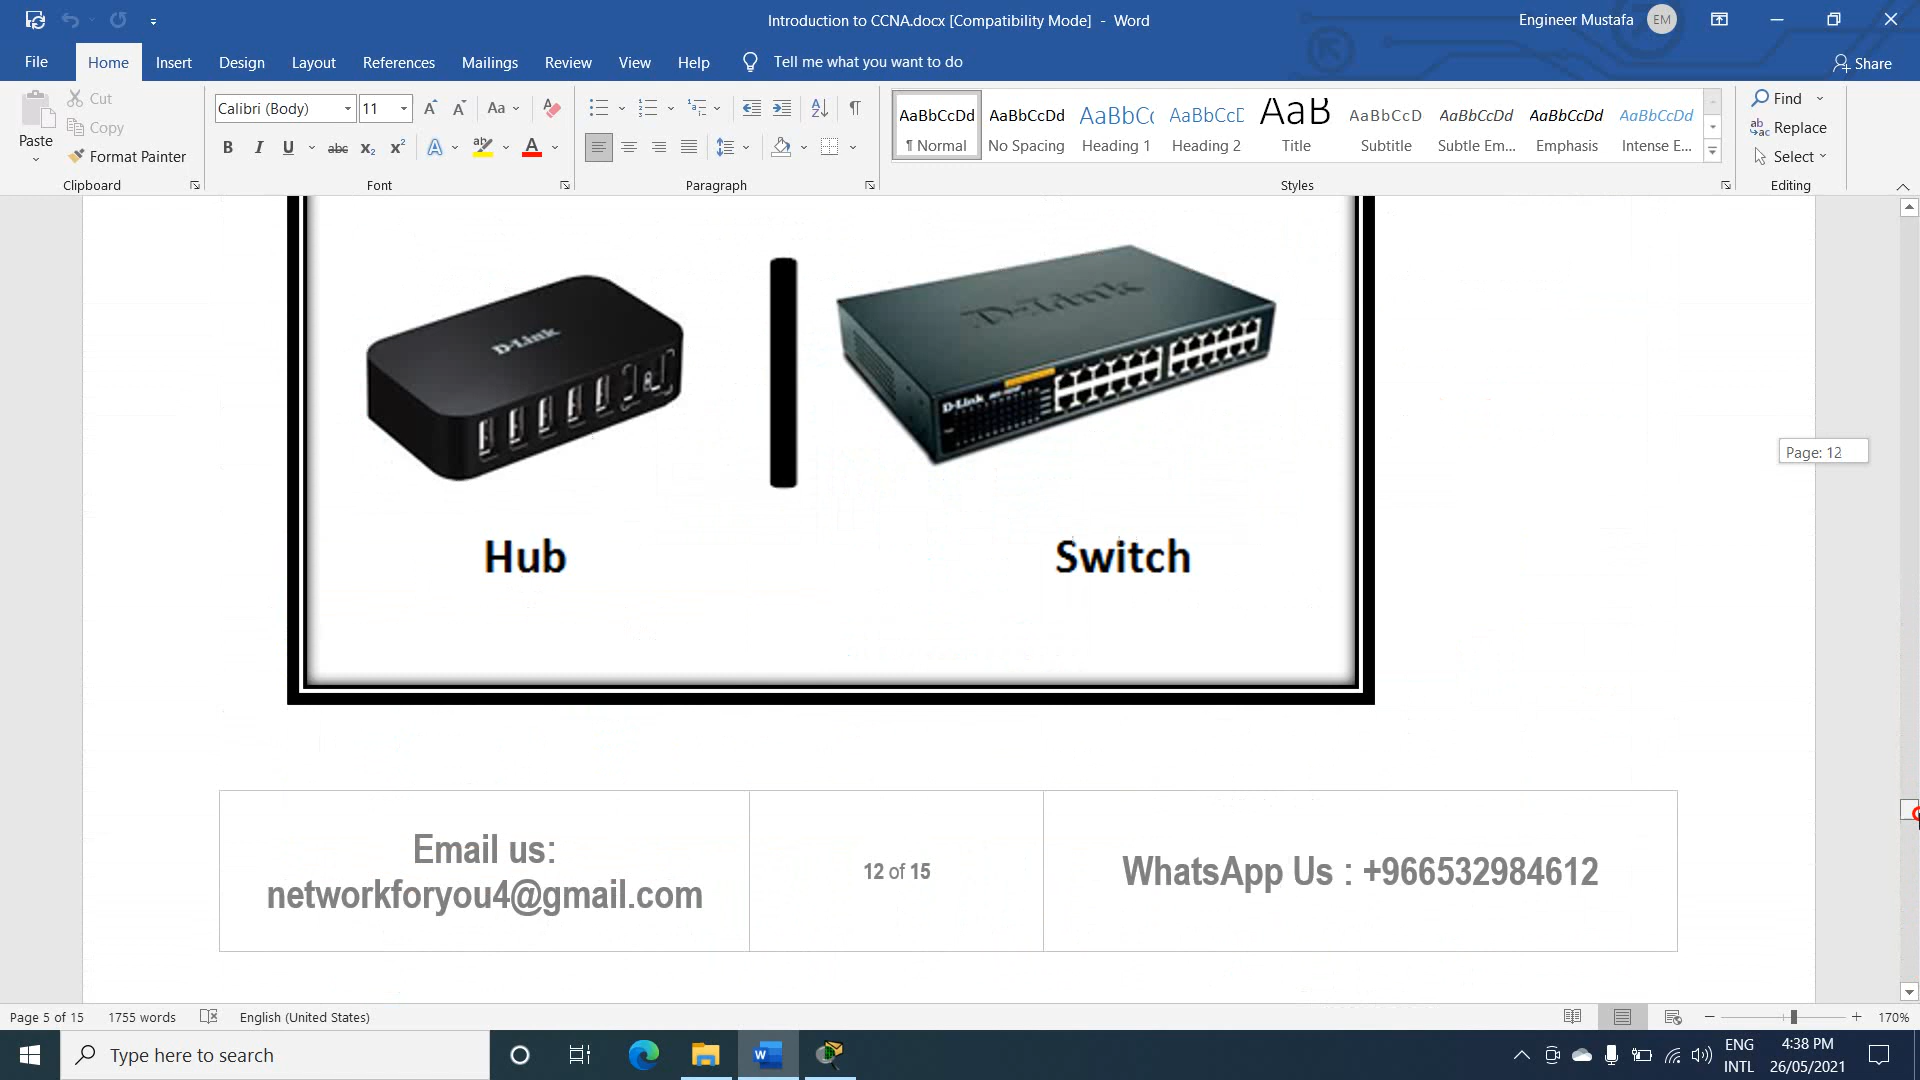 Introduction to CCNA.docx [Compatibility Mode] - Word
Engineer Mustafa EM
File Home Insert Design Layout References Mailings Review View Help Tell me what you want to do Share
Paste
Cut
Copy
Format Painter
Clipboard
Calibri (Body) 11
Aa
B I U abc x₂ x² A A
Font
Paragraph
AaBbCcDd AaBbCcDd AaBbCc AaBbCcD AaB AaBbCcD AaBbCcDd AaBbCcDd AaBbCcDd
¶ Normal No Spacing Heading 1 Heading 2 Title Subtitle Subtle Em... Emphasis Intense E...
Styles
Find
Replace
Select
Editing
D-Link
D-Link
D-Link
Hub Switch
Page: 12
Email us:
networkforyou4@gmail.com
12 of 15
WhatsApp Us : +966532984612
Page 5 of 15 1755 words English (United States) 170%
Type here to search
ENG
INTL
4:38 PM
26/05/2021